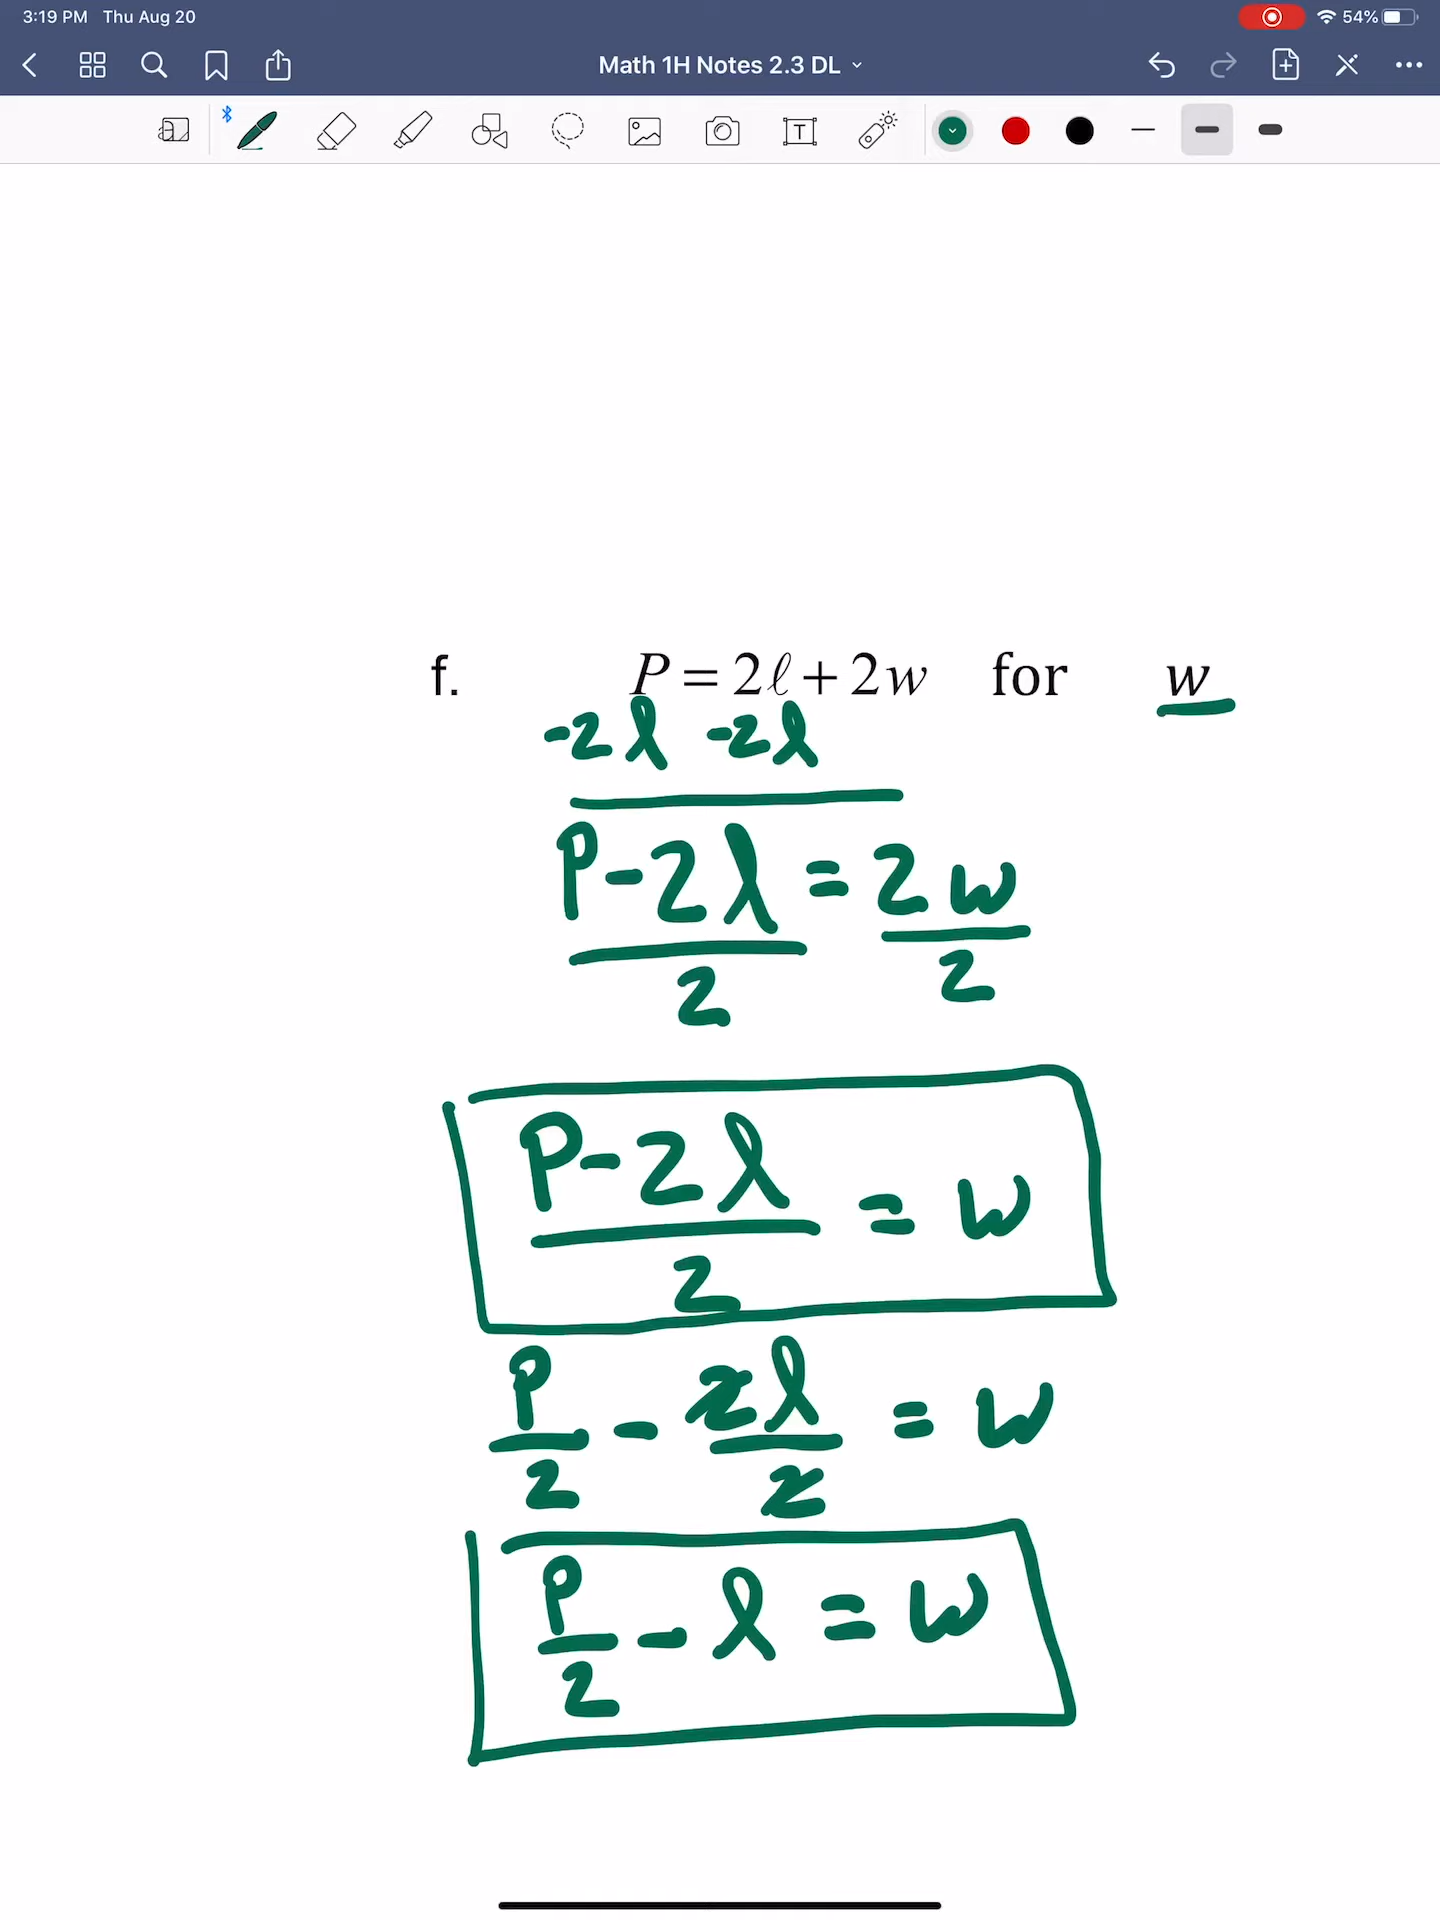 3:19 PM Thu Aug 20
54%
Math 1H Notes 2.3 DL
T
f. P = 2ℓ + 2w for w
-2ℓ -2ℓ
P-2ℓ = 2w
2 2
P-2ℓ = w
2
P - 2ℓ = w
2 2
P - ℓ = w
2